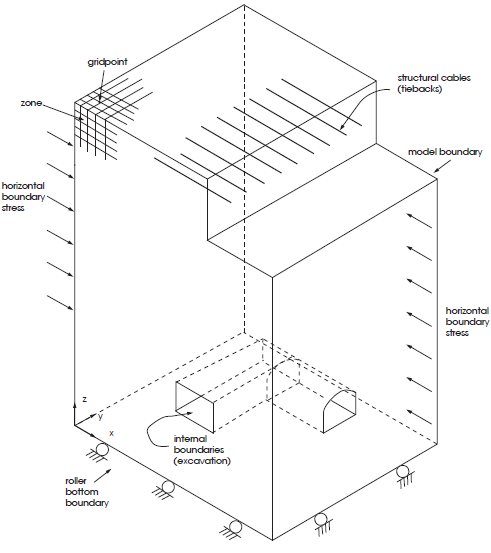 gridpoint
zone
structural cables
(tiebacks)
model boundary
horizontal
boundary
stress
horizontal
boundary
stress
z
y
x
internal
boundaries
(excavation)
roller
bottom
boundary